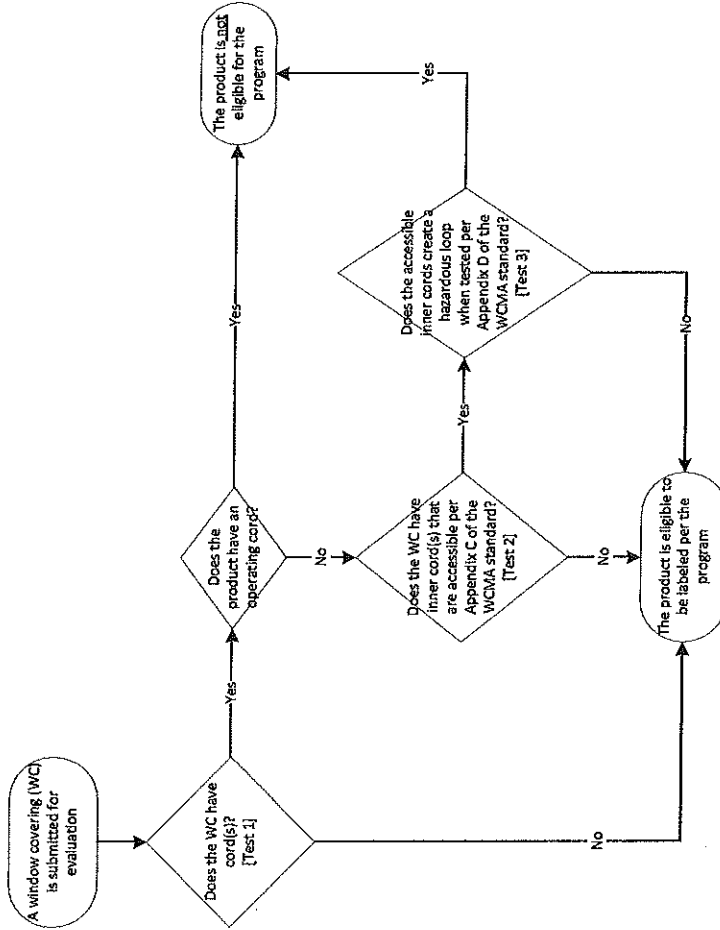 A window covering (WC)
is submitted for
evaluation
Does the WC have
cord(s)?
[Test 1]
Yes
No
Does the
product have an
operating cord?
Yes
No
The product is not
eligible for the
program
Does the WC have
inner cord(s) that
are accessible per
Appendix C of the
WCMA standard?
[Test 2]
Yes
No
Does the accessible
inner cords create a
hazardous loop
when tested per
Appendix D of the
WCMA standard?
[Test 3]
Yes
No
The product is eligible to
be labeled per the
program